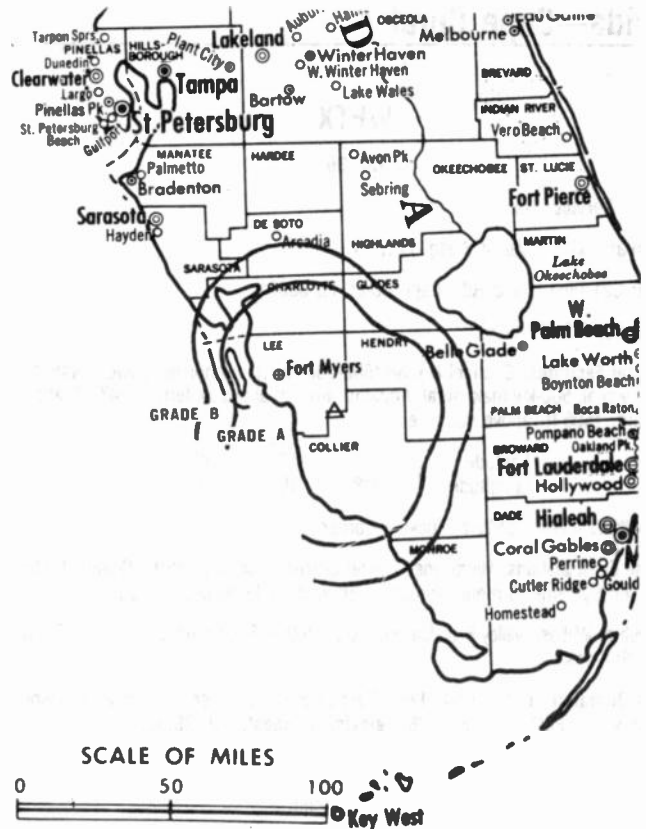 Tarpon Sprs.
PINELLAS
Dunedin
Clearwater
Largo
Pinellas Pk
St. Petersburg
St. Petersburg
Beach
Gulfport
HILLS-
BOROUGH
Plant City
Tampa
Lakeland
OSCEOLA
D
Winter Haven
W. Winter Haven
Bartow
Lake Wales
Melbourne
BREVARD
INDIAN RIVER
Vero Beach
MANATEE
Palmetto
Bradenton
HARDEE
Avon Pk
Sebring
OKEECHOBEE
ST. LUCIE
Fort Pierce
A
Sarasota
Hayden
DE SOTO
Arcadia
HIGHLANDS
MARTIN
Lake
Okeechobee
SARASOTA
CHARLOTTE
GLADES
W.
Palm Beach
LEE
HENDRY
Belle Glade
Lake Worth
Boynton Beach
Fort Myers
PALM BEACH
Boca Raton
GRADE B
GRADE A
COLLIER
Pompano Beach
BROWARD
Oakland Pk.
Fort Lauderdale
Hollywood
DADE
Hialeah
MONROE
Coral Gables
M
Perrine
Cutler Ridge
Gould
Homestead
SCALE OF MILES
0 50 100
Key West